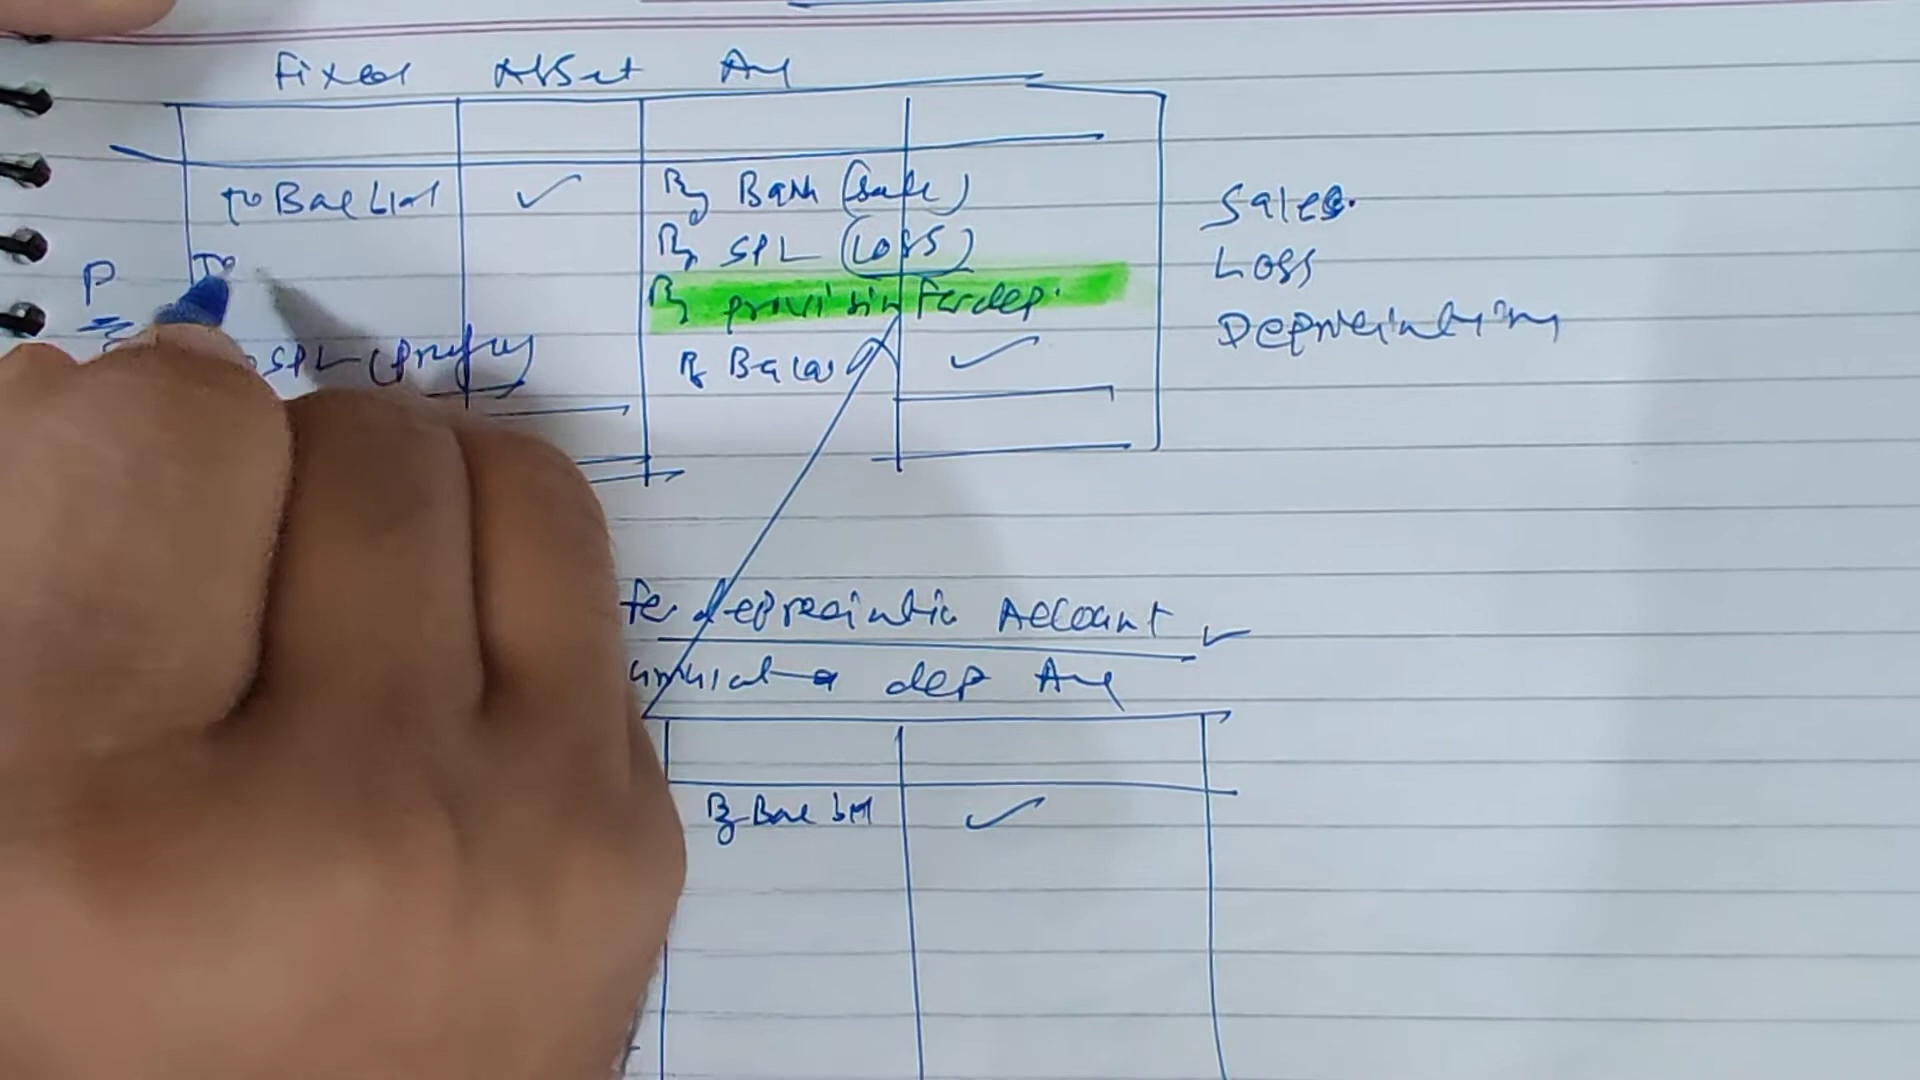 Fixed Asset A/c
to Bal b/d
By Bank (Sale)
Sales.
P
To
By SPL (Loss)
Loss
By provision for dep.
Depreciation
SPL (profit)
By Bal
for depreciation Account
dep A/c
By Bal b/d